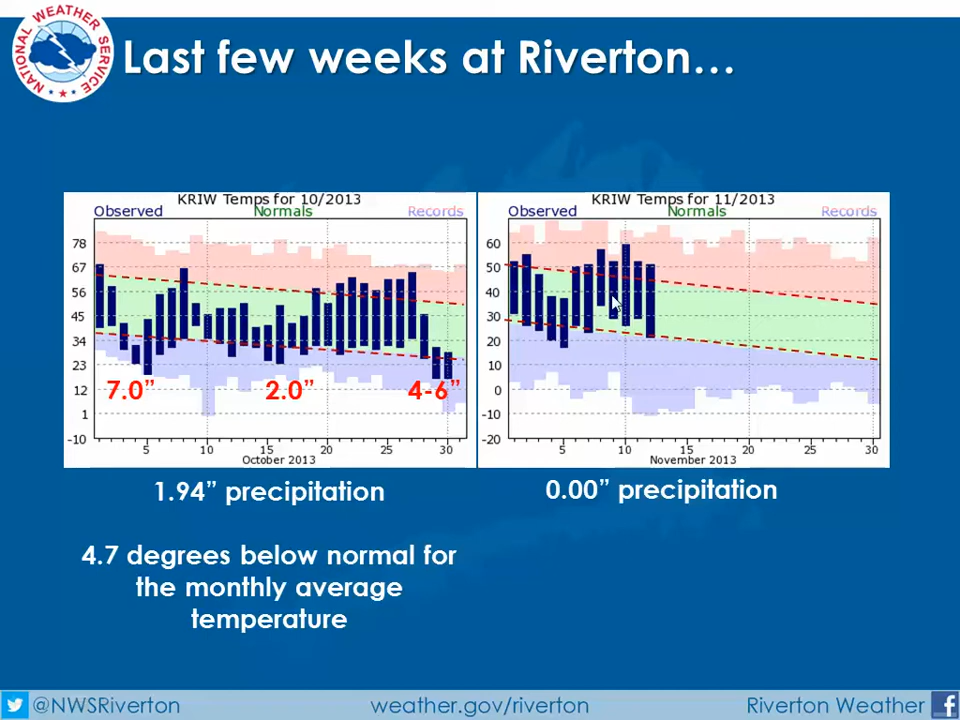 NATIONAL WEATHER SERVICE
Last few weeks at Riverton…
KRIW Temps for 10/2013
Observed Normals Records
78
67
56
45
34
23
12
1
-10
7.0” 2.0” 4-6”
5 10 15 20 25 30
October 2013
KRIW Temps for 11/2013
Observed Normals Records
60
50
40
30
20
10
0
-10
-20
5 10 15 20 25 30
November 2013
1.94” precipitation
0.00” precipitation
4.7 degrees below normal for
the monthly average
temperature
@NWSRiverton weather.gov/riverton Riverton Weather